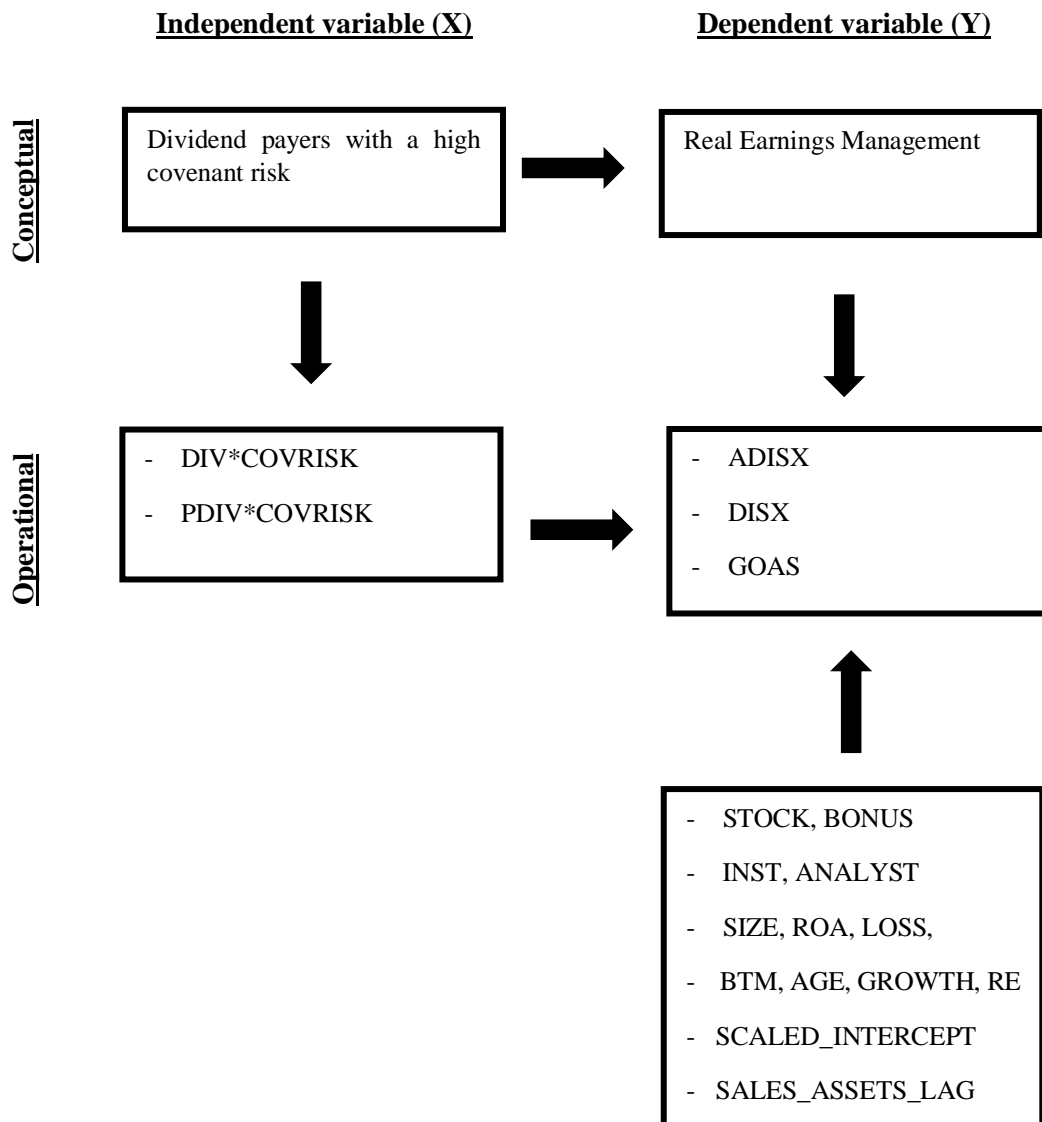 Independent variable (X)
Dependent variable (Y)
Conceptual
Dividend payers with a high
covenant risk
Real Earnings Management
Operational
- DIV*COVRISK
- PDIV*COVRISK
- ADISX
- DISX
- GOAS
- STOCK, BONUS
- INST, ANALYST
- SIZE, ROA, LOSS,
- BTM, AGE, GROWTH, RE
- SCALED_INTERCEPT
- SALES_ASSETS_LAG